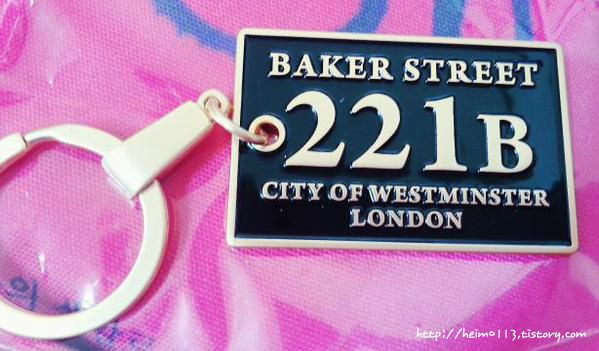 BAKER STREET
221B
CITY OF WESTMINSTER
LONDON
http://heimo113.tistory.com